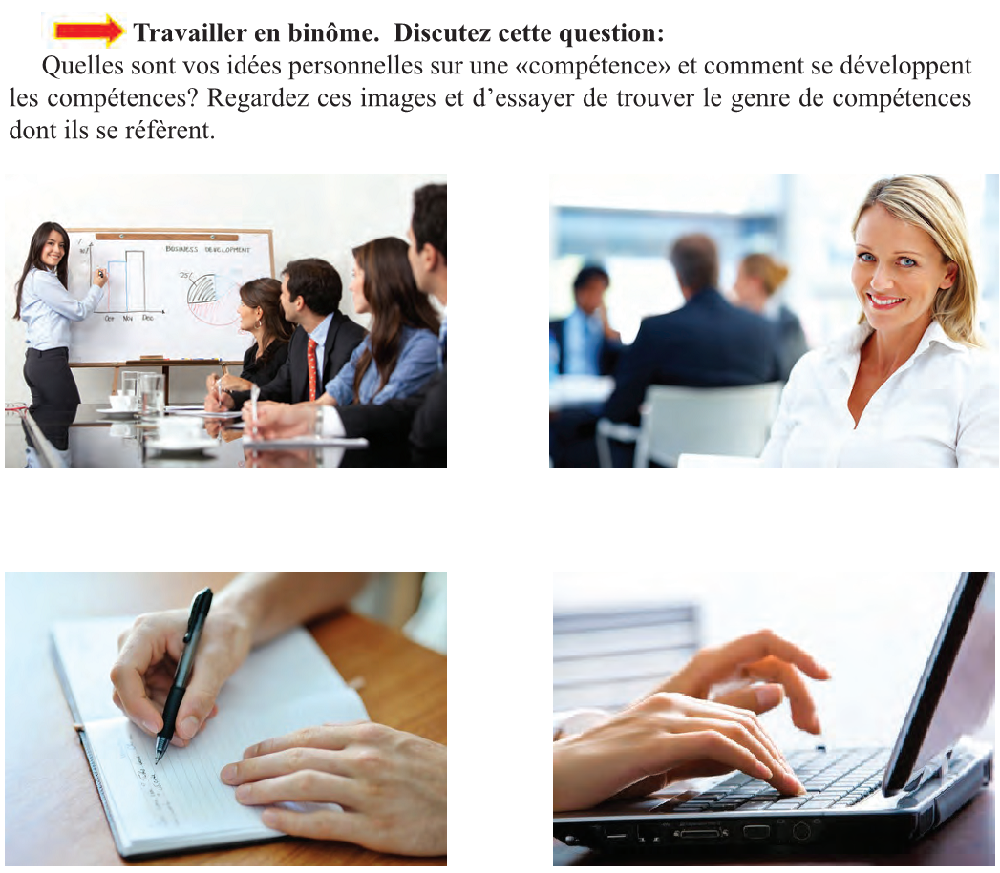 Travailler en binôme. Discutez cette question:
Quelles sont vos idées personnelles sur une «compétence» et comment se développent
les compétences? Regardez ces images et d'essayer de trouver le genre de compétences
dont ils se réfèrent.
BUSINESS DEVELOPMENT
25%
Oct Nov Dec